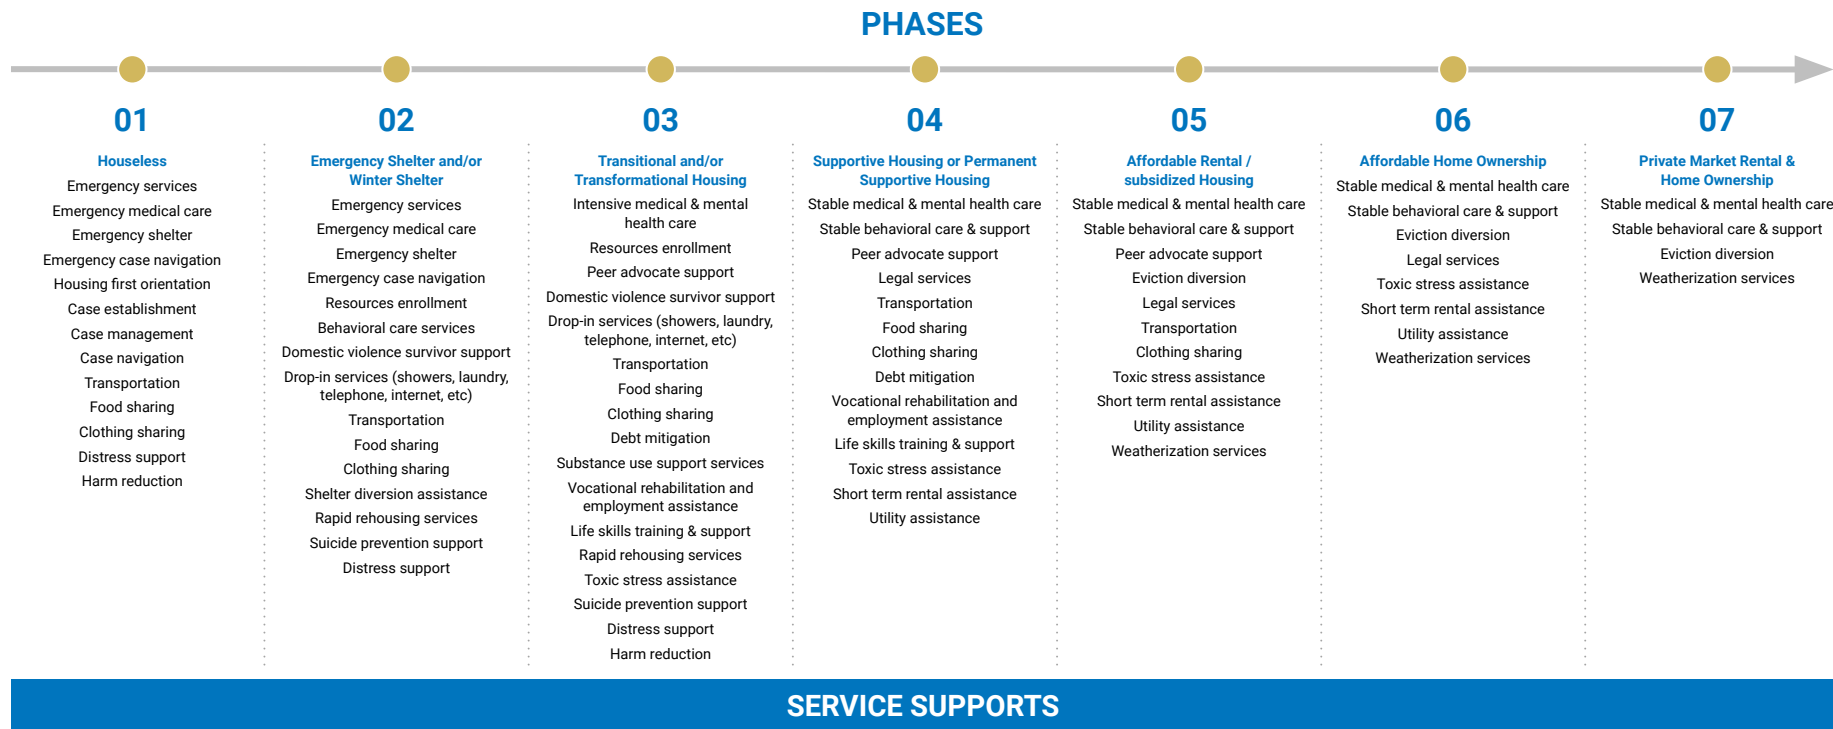 PHASES
01
Houseless
Emergency services
Emergency medical care
Emergency shelter
Emergency case navigation
Housing first orientation
Case establishment
Case management
Case navigation
Transportation
Food sharing
Clothing sharing
Distress support
Harm reduction
02
Emergency Shelter and/or
Winter Shelter
Emergency services
Emergency medical care
Emergency shelter
Emergency case navigation
Resources enrollment
Behavioral care services
Domestic violence survivor support
Drop-in services (showers, laundry,
telephone, internet, etc)
Transportation
Food sharing
Clothing sharing
Shelter diversion assistance
Rapid rehousing services
Suicide prevention support
Distress support
03
Transitional and/or
Transformational Housing
Intensive medical & mental
health care
Resources enrollment
Peer advocate support
Domestic violence survivor support
Drop-in services (showers, laundry,
telephone, internet, etc)
Transportation
Food sharing
Clothing sharing
Debt mitigation
Substance use support services
Vocational rehabilitation and
employment assistance
Life skills training & support
Rapid rehousing services
Toxic stress assistance
Suicide prevention support
Distress support
Harm reduction
04
Supportive Housing or Permanent
Supportive Housing
Stable medical & mental health care
Stable behavioral care & support
Peer advocate support
Legal services
Transportation
Food sharing
Clothing sharing
Debt mitigation
Vocational rehabilitation and
employment assistance
Life skills training & support
Toxic stress assistance
Short term rental assistance
Utility assistance
05
Affordable Rental /
subsidized Housing
Stable medical & mental health care
Stable behavioral care & support
Peer advocate support
Eviction diversion
Legal services
Transportation
Clothing sharing
Toxic stress assistance
Short term rental assistance
Utility assistance
Weatherization services
06
Affordable Home Ownership
Stable medical & mental health care
Stable behavioral care & support
Eviction diversion
Legal services
Toxic stress assistance
Short term rental assistance
Utility assistance
Weatherization services
07
Private Market Rental &
Home Ownership
Stable medical & mental health care
Stable behavioral care & support
Eviction diversion
Weatherization services
SERVICE SUPPORTS